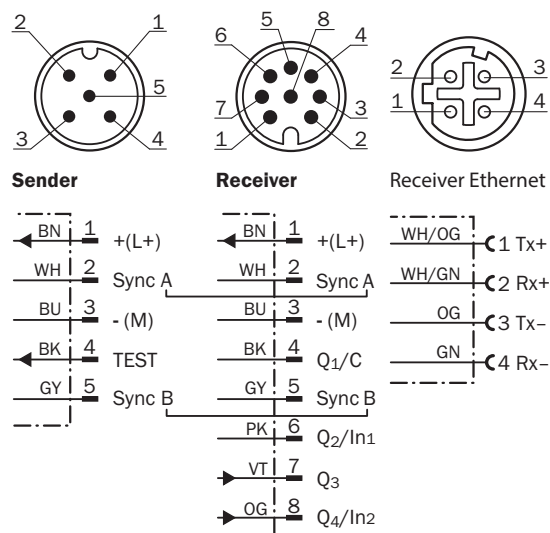 2 1
5
3 4
5 8
6 4
7 3
1 2
2 3
1 4
Sender
Receiver
Receiver Ethernet
BN 1 +(L+)
WH 2 Sync A
BU 3 - (M)
BK 4 TEST
GY 5 Sync B
BN 1 +(L+)
WH 2 Sync A
BU 3 - (M)
BK 4 Q1/C
GY 5 Sync B
PK 6 Q2/In1
VT 7 Q3
OG 8 Q4/In2
WH/OG 1 Tx+
WH/GN 2 Rx+
OG 3 Tx–
GN 4 Rx–